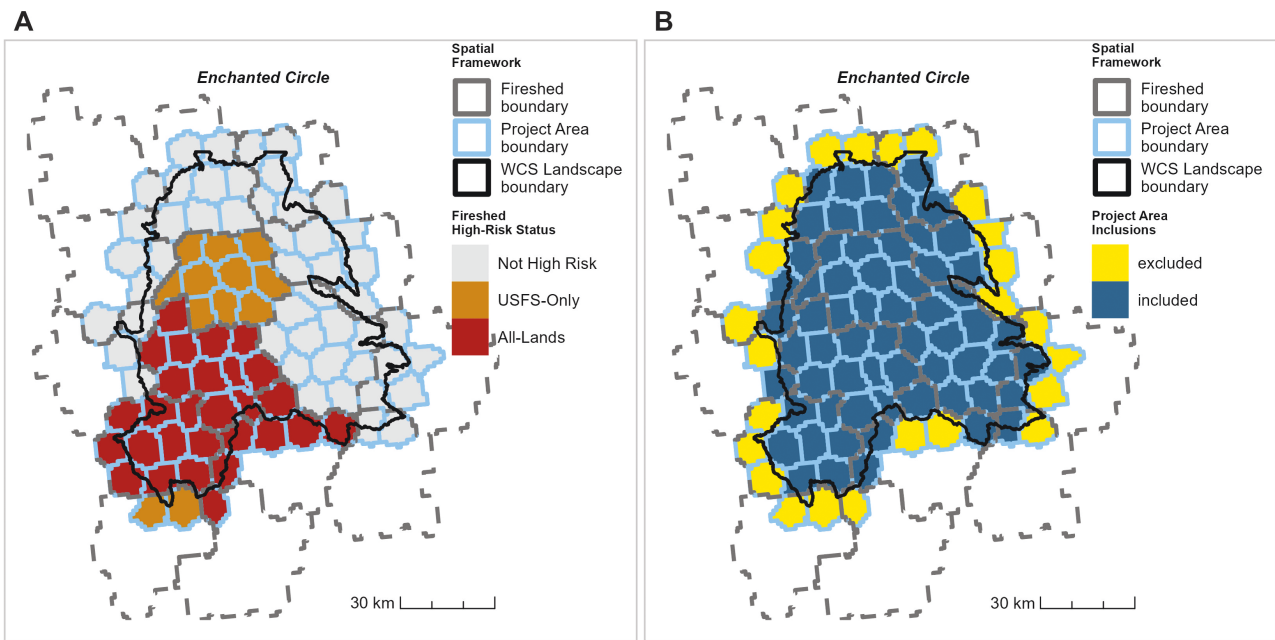 A
Enchanted Circle
Spatial
Framework
Fireshed
boundary
Project Area
boundary
WCS Landscape
boundary
Fireshed
High-Risk Status
Not High Risk
USFS-Only
All-Lands
30 km
B
Enchanted Circle
Spatial
Framework
Fireshed
boundary
Project Area
boundary
WCS Landscape
boundary
Project Area
Inclusions
excluded
included
30 km